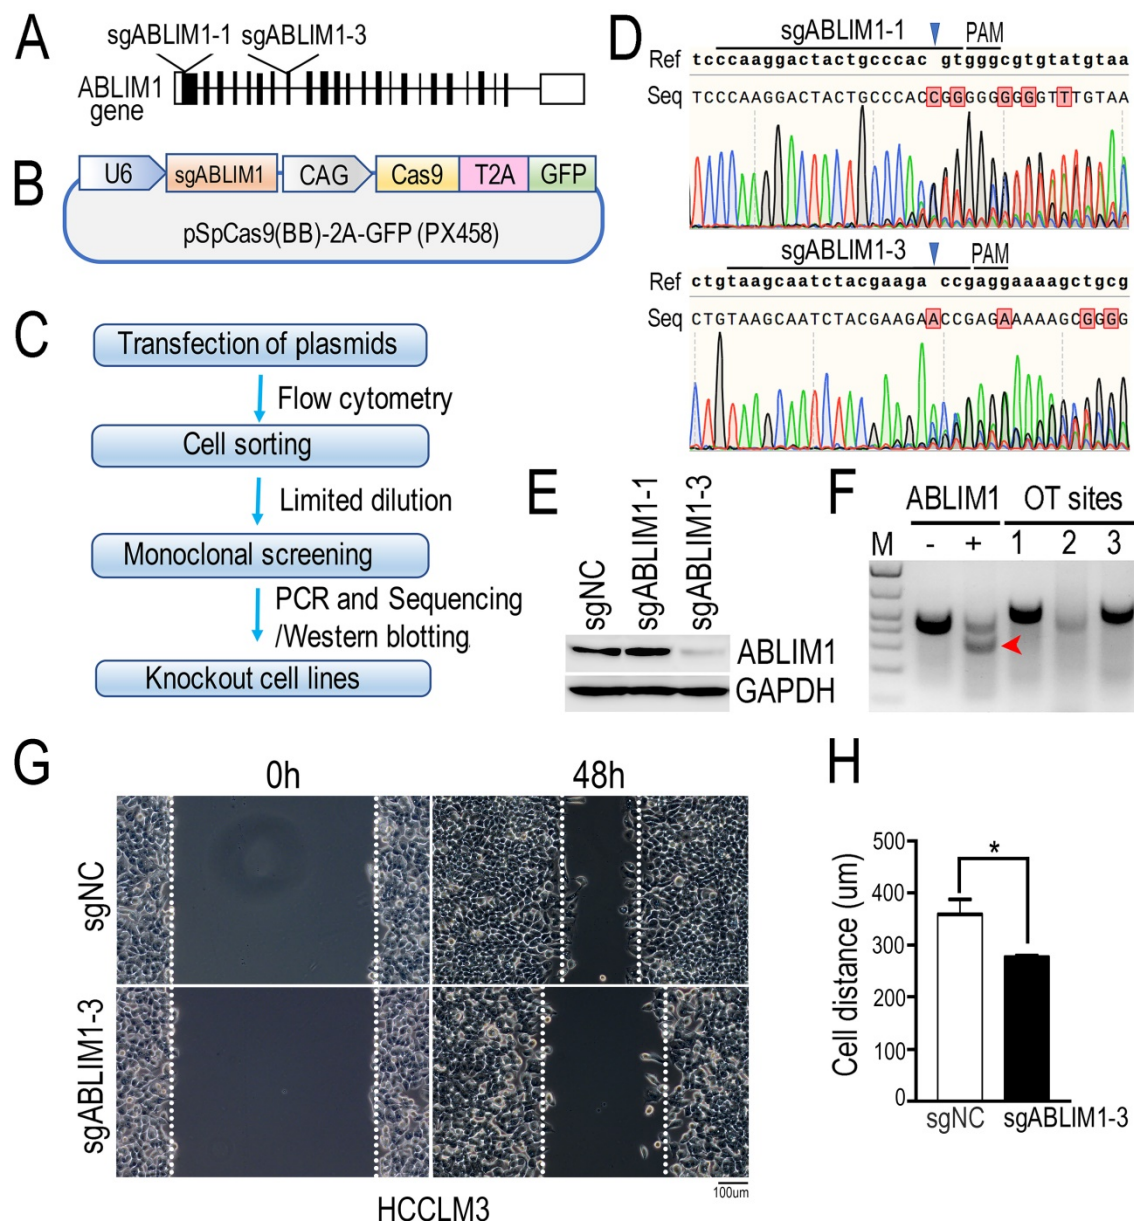 A
sgABLIM1-1
sgABLIM1-3
ABLIM1
gene
B
U6
sgABLIM1
CAG
Cas9
T2A
GFP
pSpCas9(BB)-2A-GFP (PX458)
C
Transfection of plasmids
Flow cytometry
Cell sorting
Limited dilution
Monoclonal screening
PCR and Sequencing
/Western blotting
Knockout cell lines
D
sgABLIM1-1
PAM
Ref tcccaaggactactgcccac gtgggcgtgtatgtaa
Seq TCCCAAGGACTACTGCCCACCGGGGGGGGTTTGTAA
sgABLIM1-3
PAM
Ref ctgtaagcaatctacgaaga ccgaggaaaagctgcg
Seq CTGTAAGCAATCTACGAAGAACCGAGAAAAAGCGGGG
E
sgNC
sgABLIM1-1
sgABLIM1-3
ABLIM1
GAPDH
F
ABLIM1
OT sites
M - + 1 2 3
G
0h
48h
sgNC
sgABLIM1-3
100um
HCCLM3
H
Cell distance (um)
500
400
300
200
100
0
*
sgNC
sgABLIM1-3